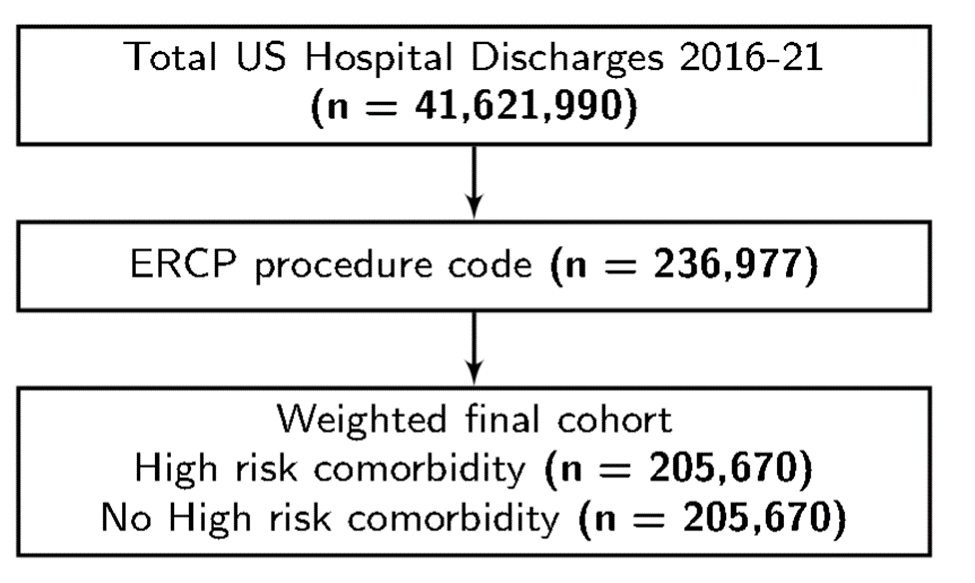 Total US Hospital Discharges 2016-21
(n = 41,621,990)
ERCP procedure code (n = 236,977)
Weighted final cohort
High risk comorbidity (n = 205,670)
No High risk comorbidity (n = 205,670)